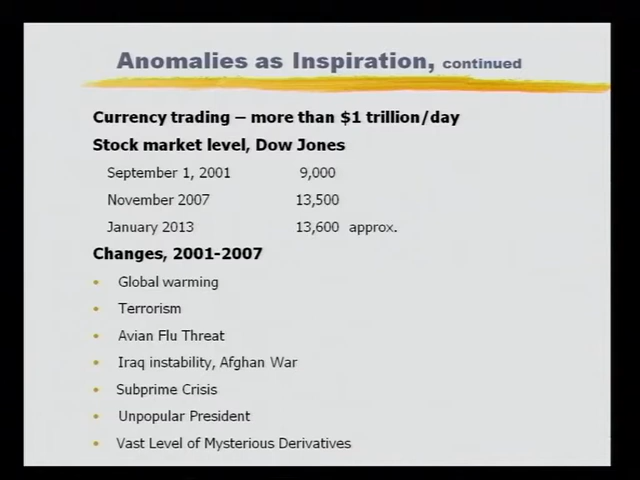 Anomalies as Inspiration, continued
Currency trading – more than $1 trillion/day
Stock market level, Dow Jones
September 1, 2001 9,000
November 2007 13,500
January 2013 13,600 approx.
Changes, 2001-2007
• Global warming
• Terrorism
• Avian Flu Threat
• Iraq instability, Afghan War
• Subprime Crisis
• Unpopular President
• Vast Level of Mysterious Derivatives